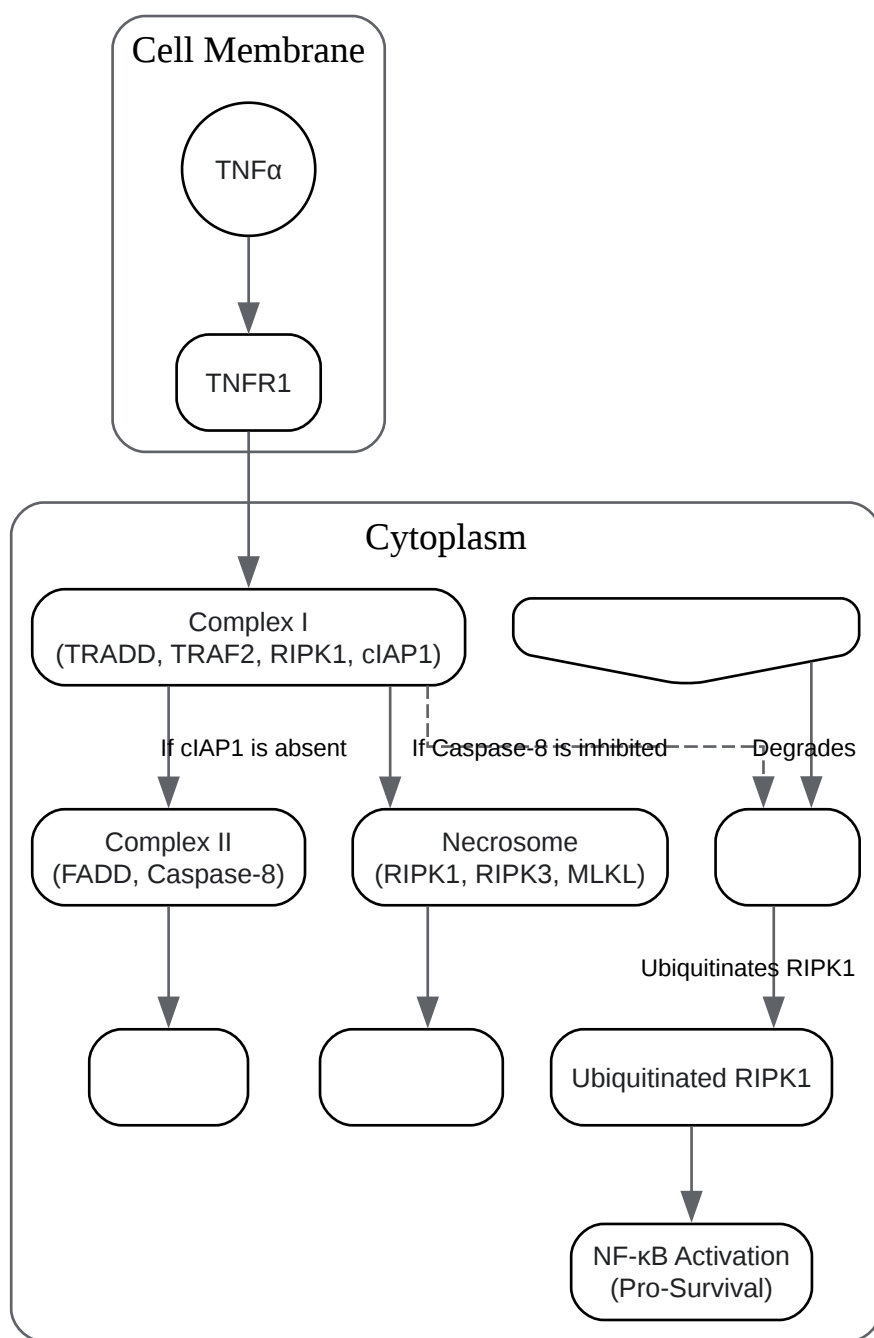 Cell Membrane
TNFα
TNFR1
Cytoplasm
Complex I
(TRADD, TRAF2, RIPK1, cIAP1)
If cIAP1 is absent
If Caspase-8 is inhibited
Degrades
Complex II
(FADD, Caspase-8)
Necrosome
(RIPK1, RIPK3, MLKL)
Ubiquitinates RIPK1
Ubiquitinated RIPK1
NF-κB Activation
(Pro-Survival)